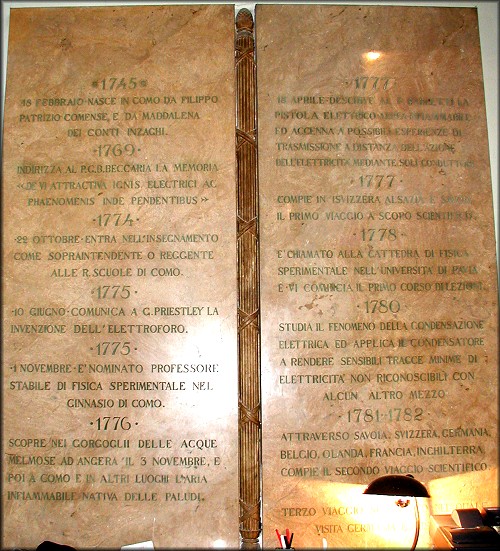 ·1745·
18 FEBBRAIO·NASCE IN COMO DA FILIPPO
PATRIZIO COMENSE, E DA MADDALENA
DEI CONTI INZAGHI.
·1769·
INDIRIZZA AL P.G.B.BECCARIA LA MEMORIA
«DE VI ATTRACTIVA IGNIS ELECTRICI AC
PHAENOMENIS INDE PENDENTIBUS»
·1774·
·22 OTTOBRE·ENTRA NELL'INSEGNAMENTO
COME SOPRAINTENDENTE O REGGENTE
ALLE R. SCUOLE DI COMO.
·1775·
·10 GIUGNO·COMUNICA A G.PRIESTLEY LA
INVENZIONE DELL'ELETTROFORO.
·1775·
·1 NOVEMBRE·E' NOMINATO PROFESSORE
STABILE DI FISICA SPERIMENTALE NEL
GINNASIO DI COMO.
·1776·
SCOPRE NEI GORGOGLII DELLE ACQUE
MELMOSE AD ANGERA IL 3 NOVEMBRE, E
POI A COMO E IN ALTRI LUOGHI L'ARIA
INFIAMMABILE NATIVA DELLE PALUDI.
·1777·
18 APRILE·DESCRIVE AL LA
PISTOLA ELETTRICO
ED ACCENNA A POSSIBILI ESPERIENZE DI
TRASMISSIONE A DISTANZA DELL'AZIONE
DELL'ELETTRICITÀ MEDIANTE SOLI CONDUTTORI
·1777·
COMPIE IN ISVIZZERA, ALSAZIA E
IL PRIMO VIAGGIO A SCOPO SCIENTIFICO.
·1778·
E' CHIAMATO ALLA CATTEDRA DI FISICA
SPERIMENTALE NELL'UNIVERSITÀ DI PAVIA
E VI COMINCIA IL PRIMO CORSO DI LEZIONI.
·1780·
STUDIA IL FENOMENO DELLA CONDENSAZIONE
ELETTRICA ED APPLICA IL CONDENSATORE
A RENDERE SENSIBILI TRACCE MINIME DI
ELETTRICITA' NON RICONOSCIBILI CON
ALCUN ALTRO MEZZO
·1781-1782·
ATTRAVERSO SAVOIA, SVIZZERA, GERMANIA,
BELGIO, OLANDA, FRANCIA, INGHILTERRA,
COMPIE IL SECONDO VIAGGIO SCIENTIFICO
TERZO VIAGGIO
VISITA